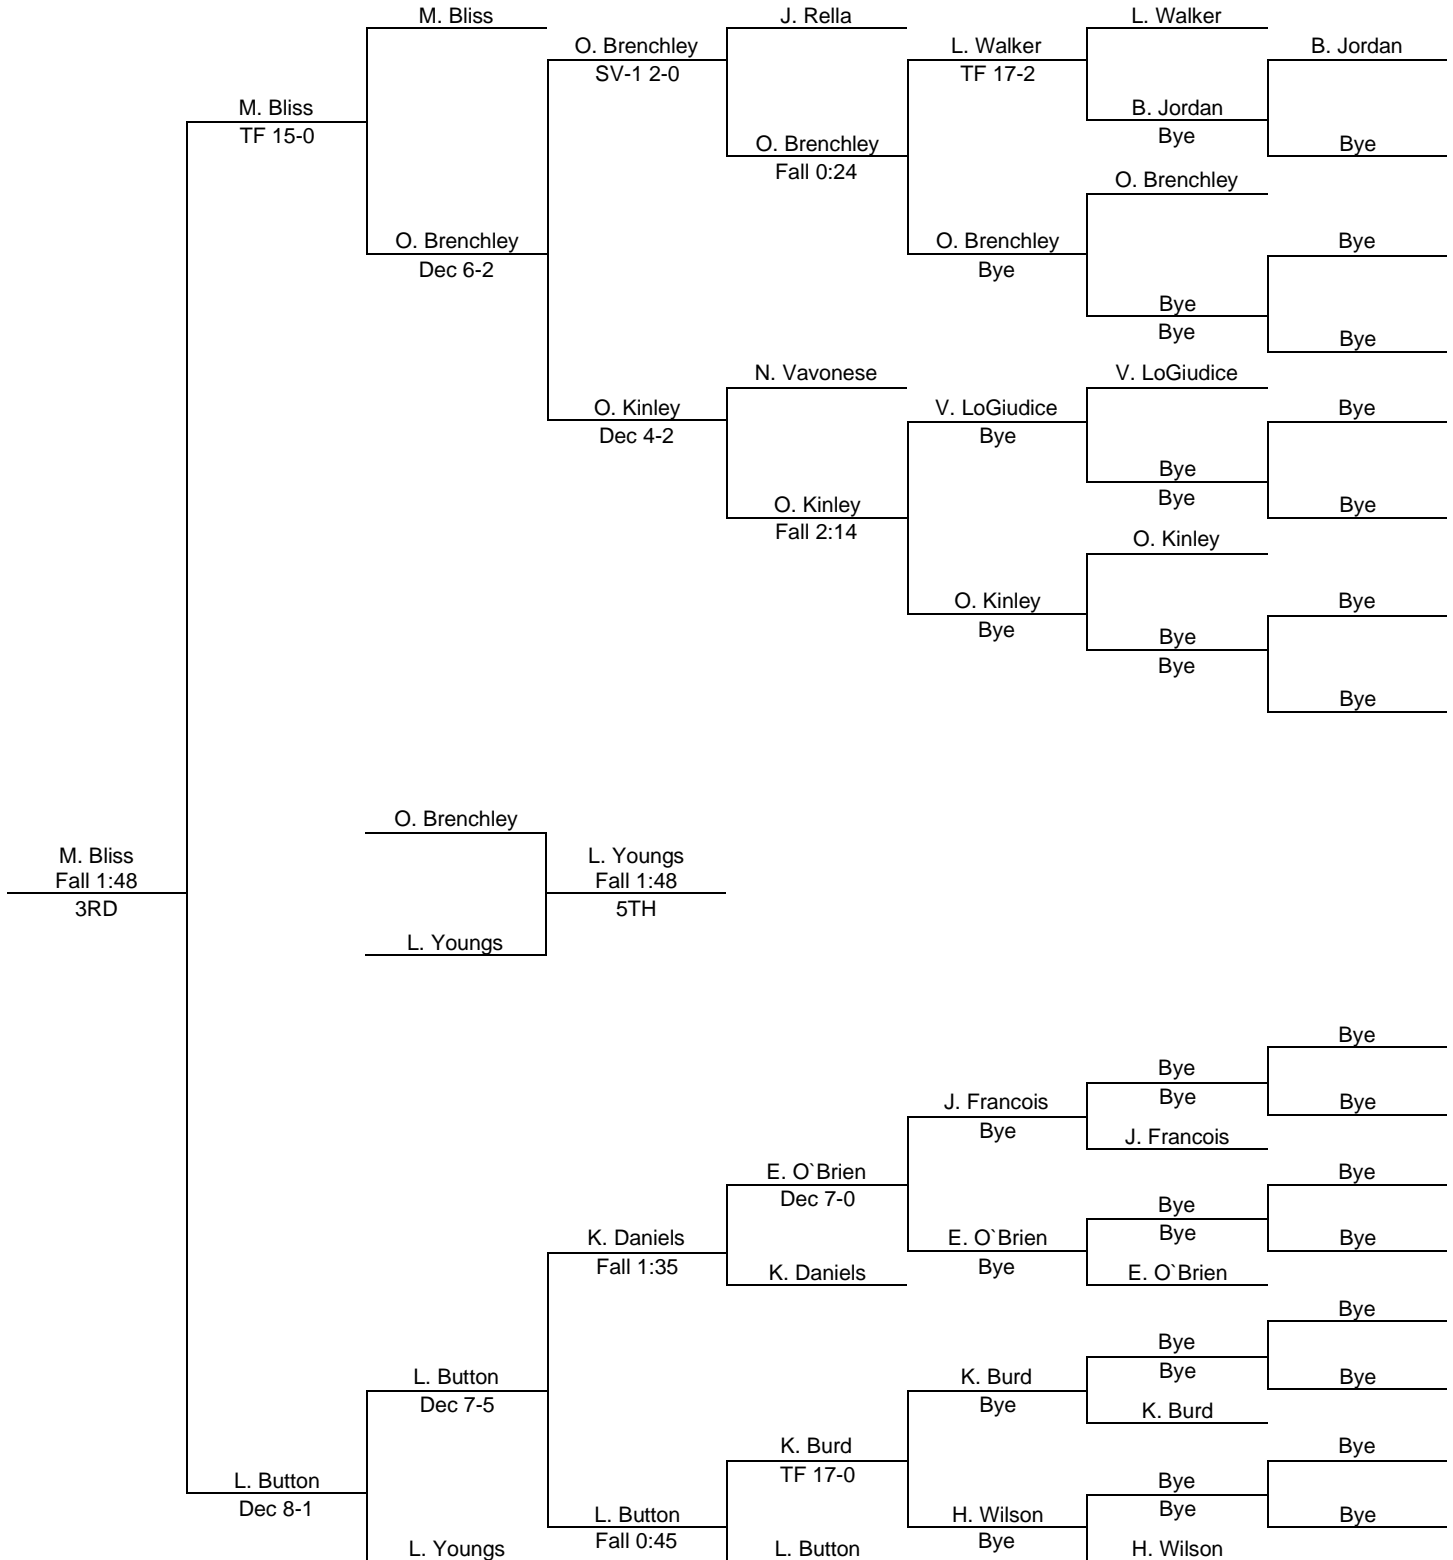 M. Bliss
J. Rella
L. Walker
O. Brenchley
SV-1 2-0
L. Walker
TF 17-2
B. Jordan
M. Bliss
TF 15-0
B. Jordan
Bye
O. Brenchley
Fall 0:24
Bye
O. Brenchley
O. Brenchley
Dec 6-2
O. Brenchley
Bye
Bye
Bye
Bye
Bye
N. Vavonese
V. LoGiudice
O. Kinley
Dec 4-2
V. LoGiudice
Bye
Bye
Bye
Bye
O. Kinley
Fall 2:14
Bye
O. Kinley
O. Kinley
Bye
Bye
Bye
Bye
Bye
O. Brenchley
M. Bliss
Fall 1:48
3RD
L. Youngs
Fall 1:48
5TH
L. Youngs
Bye
Bye
Bye
J. Francois
Bye
Bye
J. Francois
E. O`Brien
Dec 7-0
Bye
Bye
Bye
K. Daniels
Fall 1:35
E. O`Brien
Bye
Bye
K. Daniels
E. O`Brien
Bye
Bye
Bye
L. Button
Dec 7-5
K. Burd
Bye
Bye
K. Burd
K. Burd
TF 17-0
Bye
L. Button
Dec 8-1
Bye
Bye
L. Button
Fall 0:45
H. Wilson
Bye
Bye
L. Youngs
L. Button
H. Wilson